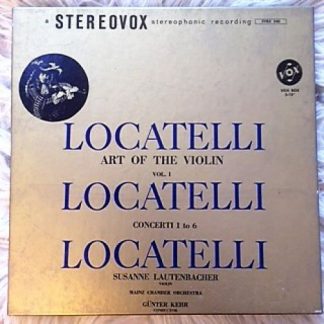 a STEREOVOX stereophonic recording
VOX
LOCATELLI
ART OF THE VIOLIN
VOL. I
LOCATELLI
CONCERTI 1 to 6
LOCATELLI
SUSANNE LAUTENBACHER
VIOLIN
MAINZ CHAMBER ORCHESTRA
GÜNTER KEHR
CONDUCTOR